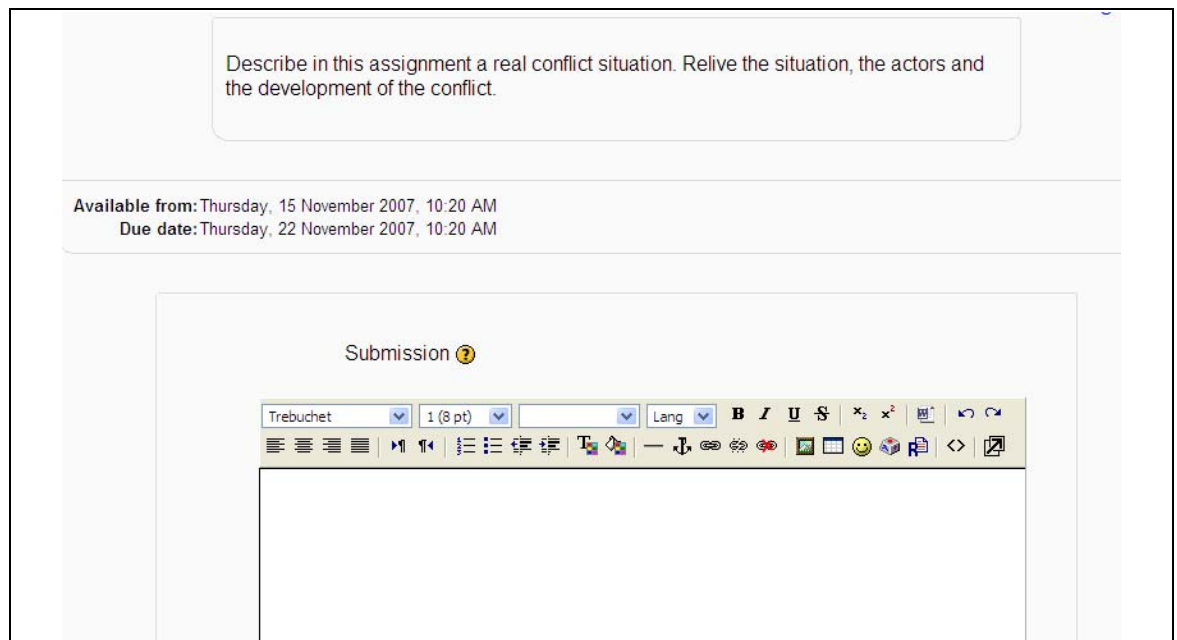 Describe in this assignment a real conflict situation. Relive the situation, the actors and
the development of the conflict.
Available from: Thursday, 15 November 2007, 10:20 AM
Due date: Thursday, 22 November 2007, 10:20 AM
Submission ?
Trebuchet 1 (8 pt) Lang B I U S x₂ x²